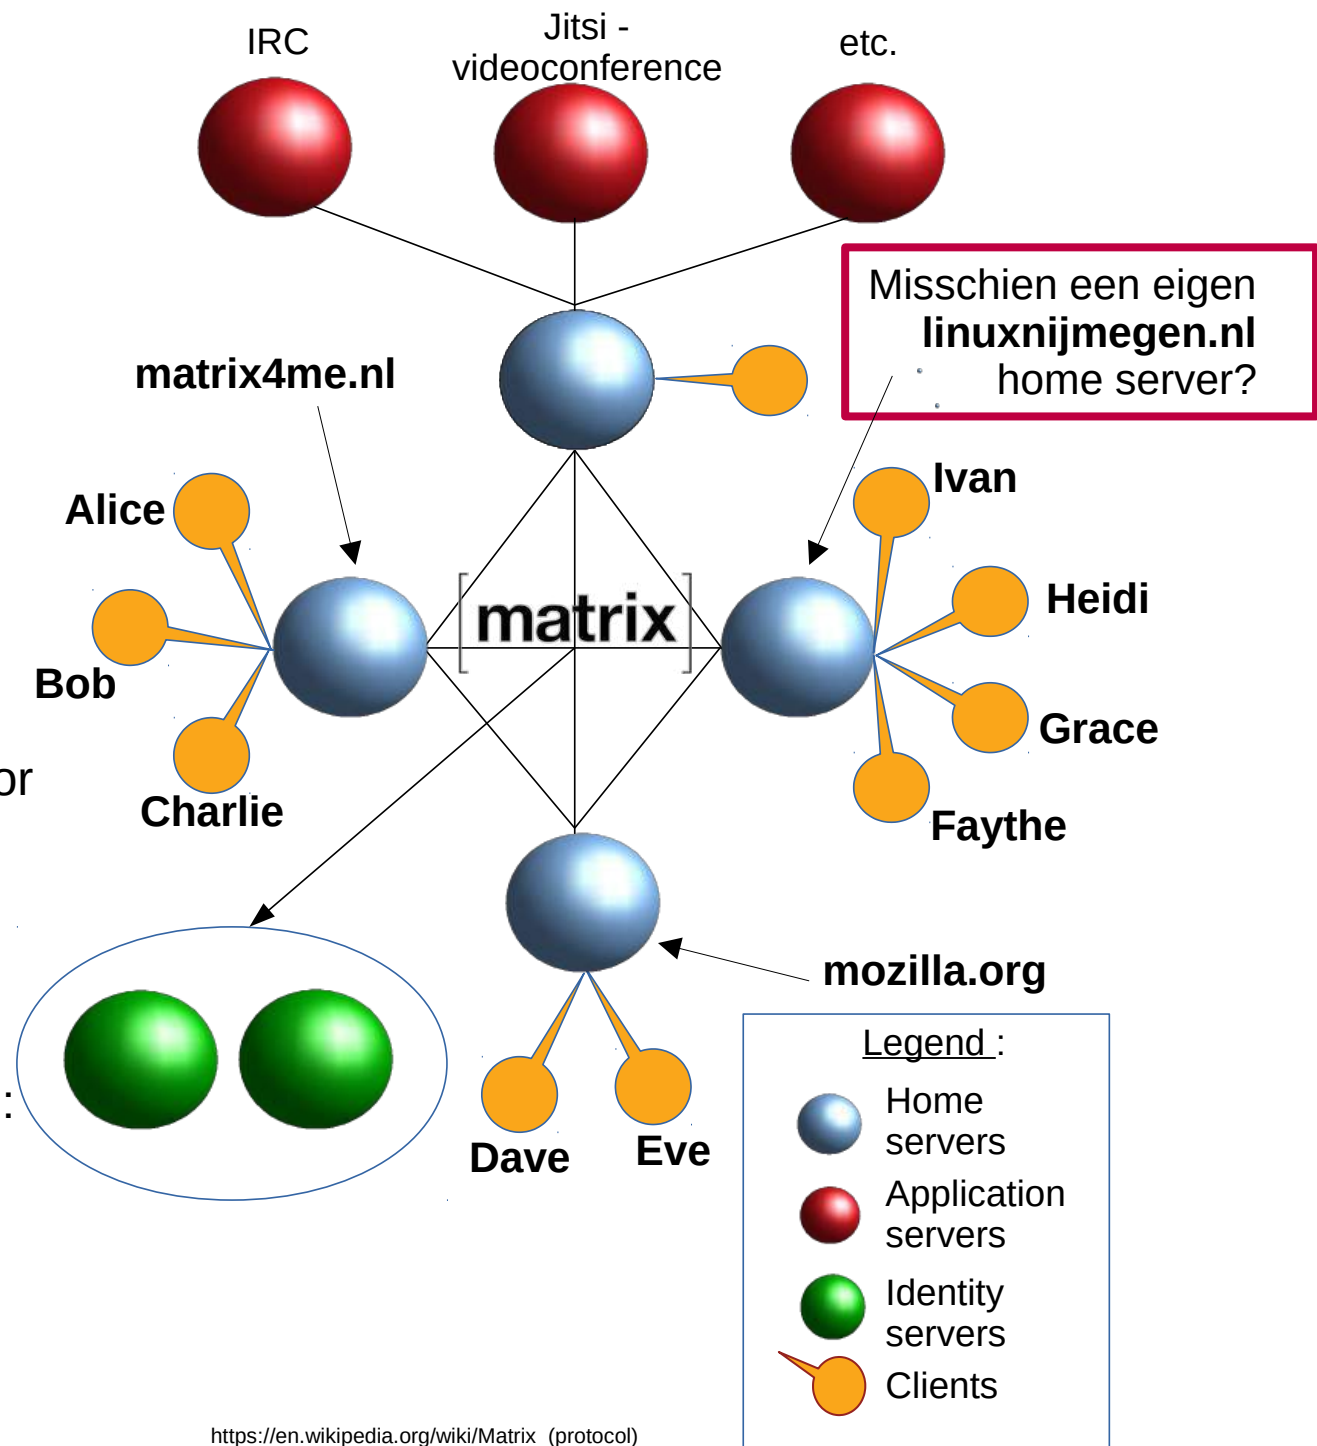 IRC
Jitsi -
videoconference
etc.
Misschien een eigen
linuxnijmegen.nl
home server?
matrix4me.nl
Ivan
Alice
Heidi
[matrix]
Bob
Grace
or
Charlie
Faythe
mozilla.org
Legend :
Home
servers
:
Dave
Eve
Application
servers
Identity
servers
Clients
https://en.wikipedia.org/wiki/Matrix_(protocol)